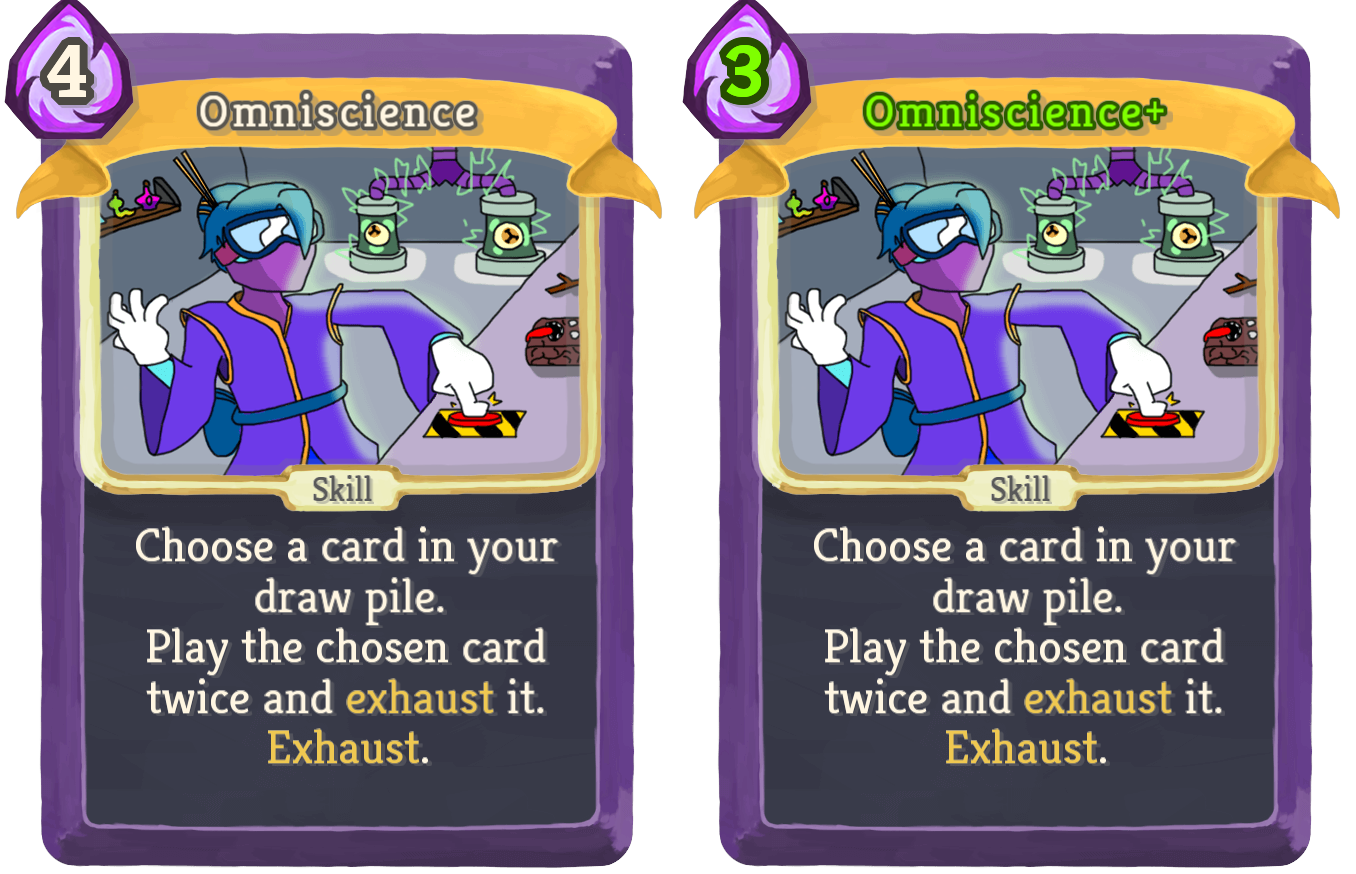 4
Omniscience
Skill
Choose a card in your
draw pile.
Play the chosen card
twice and exhaust it.
Exhaust.
3
Omniscience+
Skill
Choose a card in your
draw pile.
Play the chosen card
twice and exhaust it.
Exhaust.